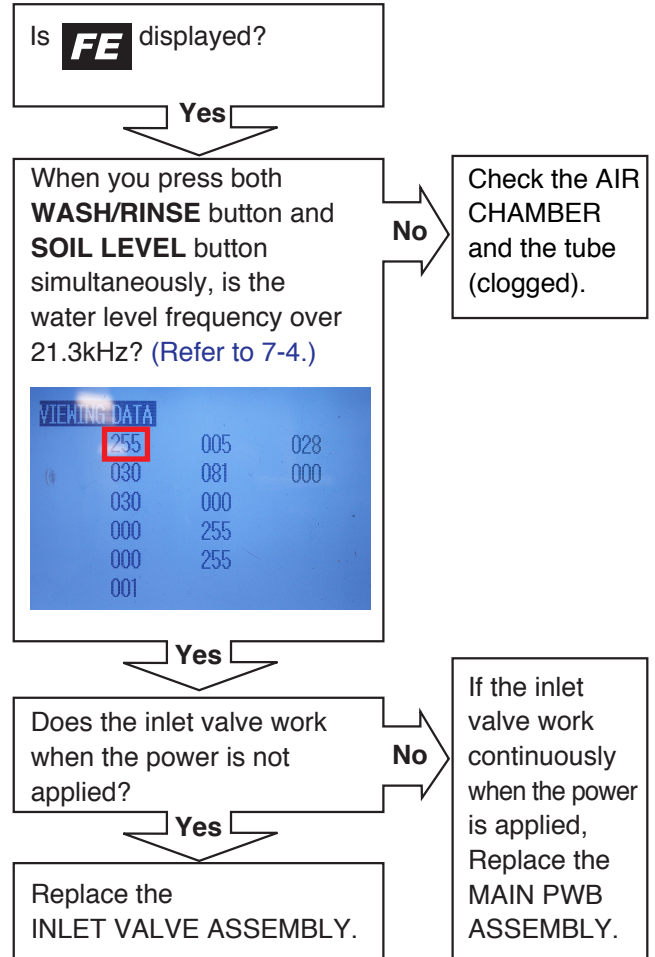 Is FE displayed?
Yes
When you press both
WASH/RINSE button and
SOIL LEVEL button
simultaneously, is the
water level frequency over
21.3kHz? (Refer to 7-4.)
No
Check the AIR
CHAMBER
and the tube
(clogged).
VIEWING DATA
255 005 028
030 081 000
030 000
000 255
000 255
001
Yes
Does the inlet valve work
when the power is not
applied?
No
If the inlet
valve work
continuously
when the power
is applied,
Replace the
MAIN PWB
ASSEMBLY.
Yes
Replace the
INLET VALVE ASSEMBLY.